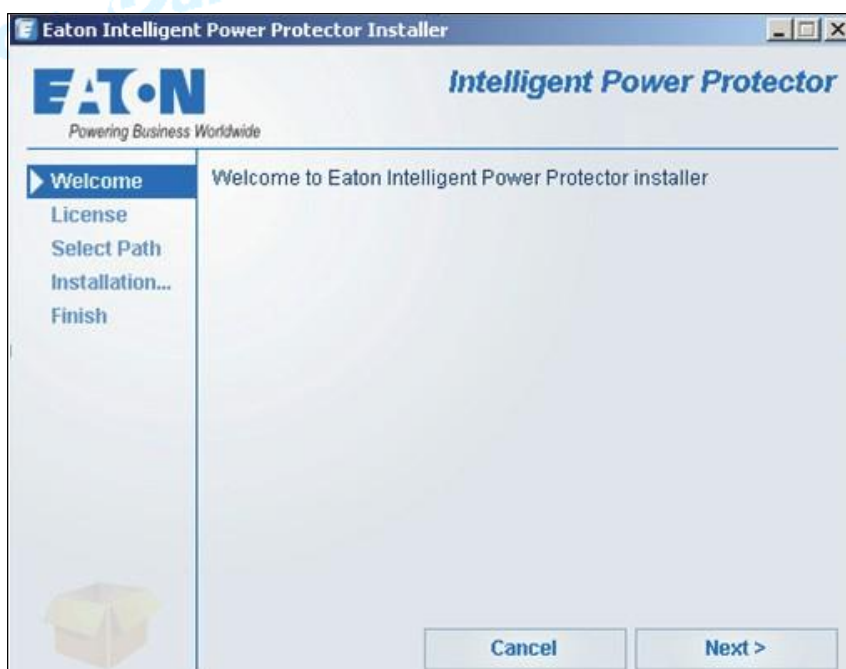 Eaton Intelligent Power Protector Installer
EATON
Powering Business Worldwide
Intelligent Power Protector
Welcome
License
Select Path
Installation...
Finish
Welcome to Eaton Intelligent Power Protector installer
Cancel
Next >